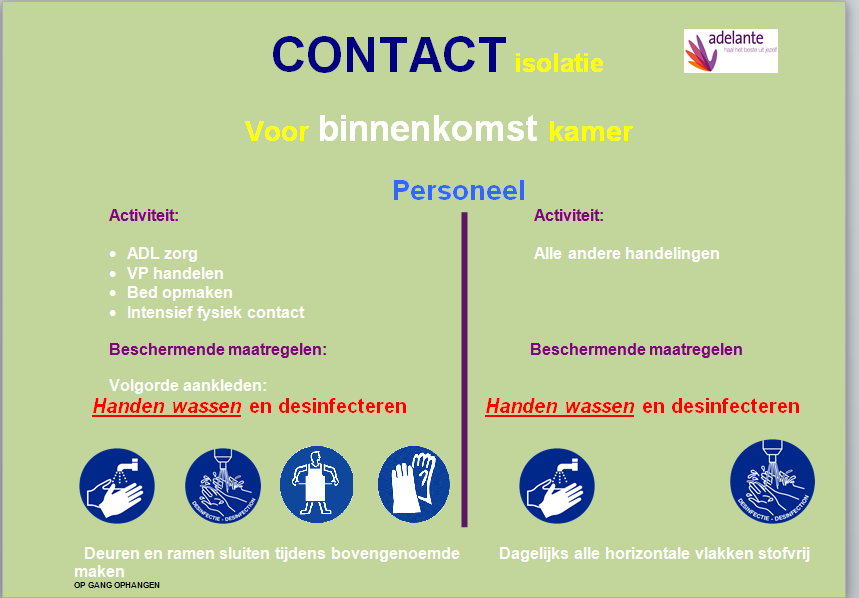 CONTACT isolatie
adelante
haal het beste uit jezelf
Voor binnenkomst kamer
Personeel
Activiteit:
ADL zorg
VP handelen
Bed opmaken
Intensief fysiek contact
Beschermende maatregelen:
Volgorde aankleden:
Handen wassen en desinfecteren
DESINFECTIE - DESINFECTION
Activiteit:
Alle andere handelingen
Beschermende maatregelen
Handen wassen en desinfecteren
DESINFECTIE - DESINFECTION
Deuren en ramen sluiten tijdens bovengenoemde Dagelijks alle horizontale vlakken stofvrij
maken
OP GANG OPHANGEN